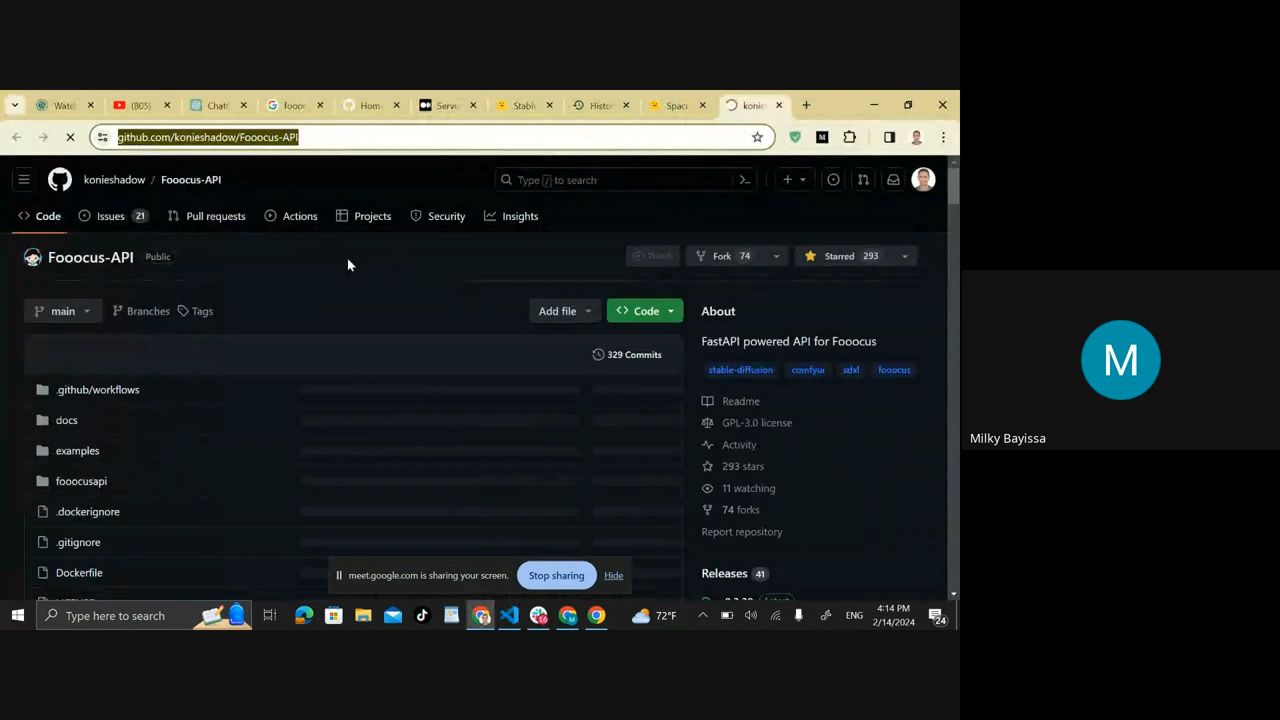 Watcl
(805)
Chat
foopo
Hom
Serve
Stabl
Histo
Spac
konie
github.com/konieshadow/Fooocus-API
konieshadow / Fooocus-API
Type / to search
Code
Issues 21
Pull requests
Actions
Projects
Security
Insights
Fooocus-API Public
Watch
Fork 74
Starred 293
main
Branches
Tags
Add file
Code
About
329 Commits
FastAPI powered API for Fooocus
stable-diffusion comfyui sdxl fooocus
.github/workflows
docs
examples
fooocusapi
.dockerignore
.gitignore
Dockerfile
Readme
GPL-3.0 license
Activity
293 stars
11 watching
74 forks
Report repository
Releases 41
meet.google.com is sharing your screen.
Stop sharing
Hide
Type here to search
72°F
ENG
4:14 PM
2/14/2024
24
M
Milky Bayissa